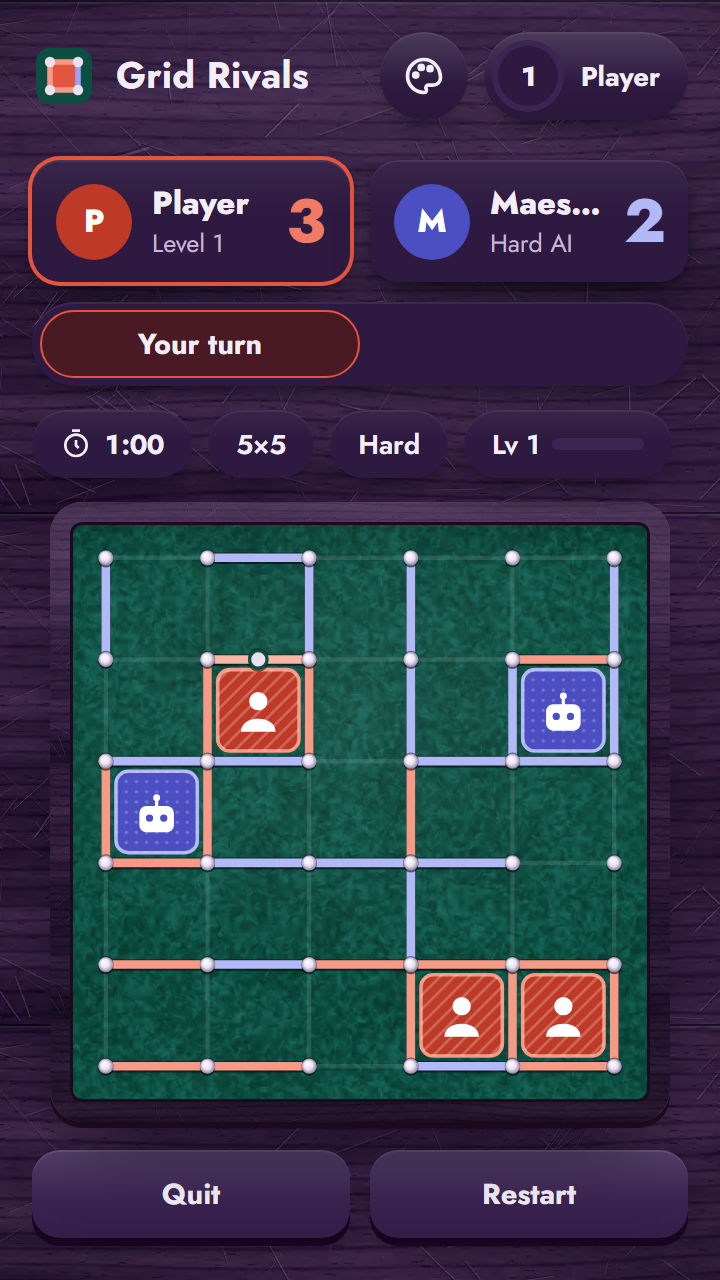 Grid Rivals
1
Player
P
Player
Level 1
3
M
Maes...
Hard AI
2
Your turn
1:00
5×5
Hard
Lv 1
Quit
Restart